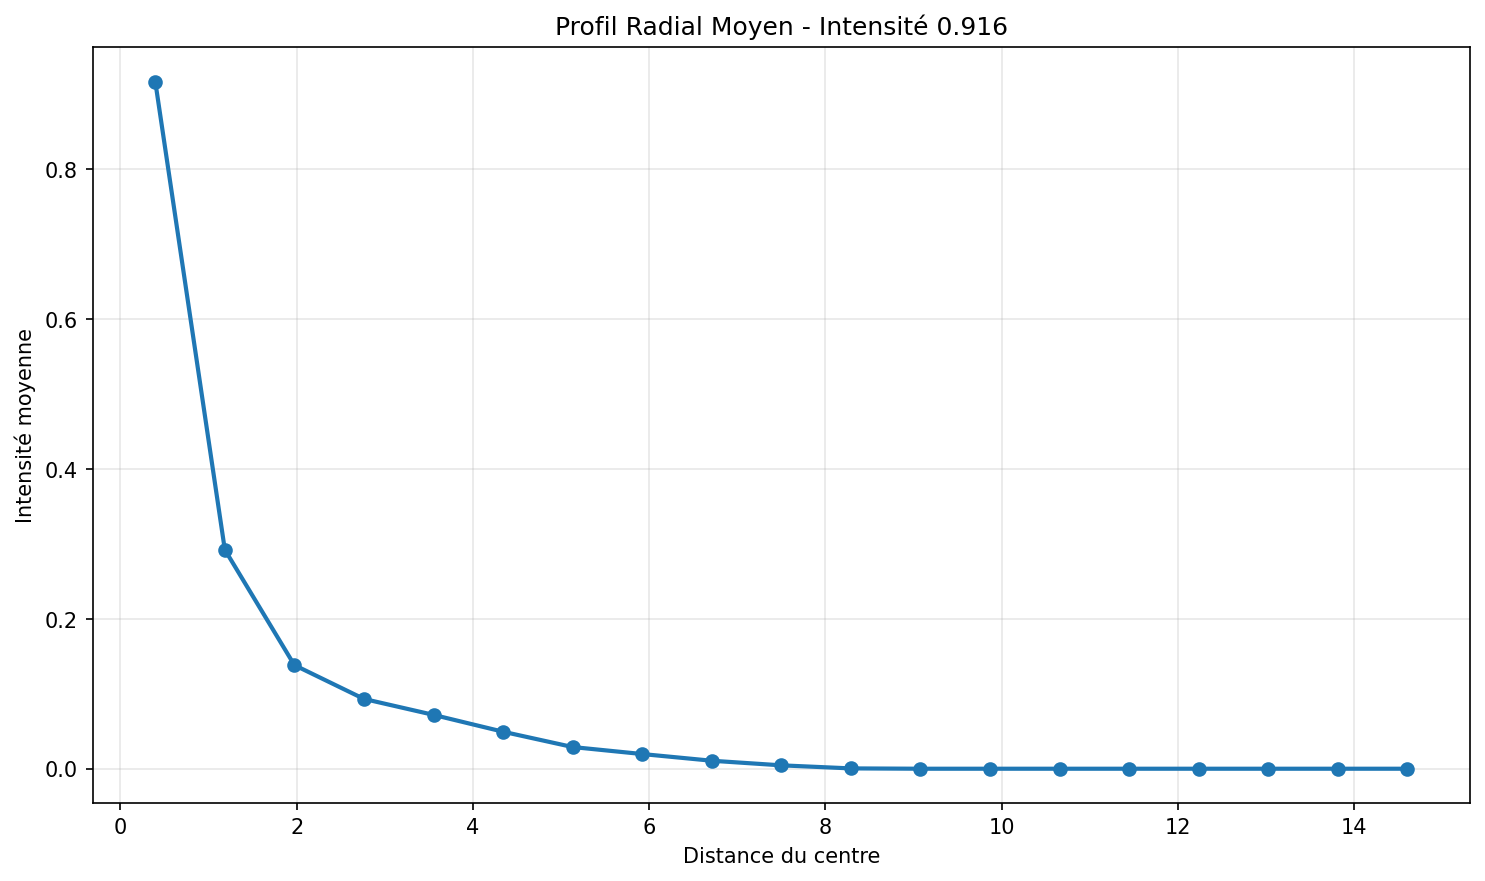 Profil Radial Moyen - Intensité 0.916
Intensité moyenne
0.8
0.6
0.4
0.2
0.0
0 2 4 6 8 10 12 14
Distance du centre